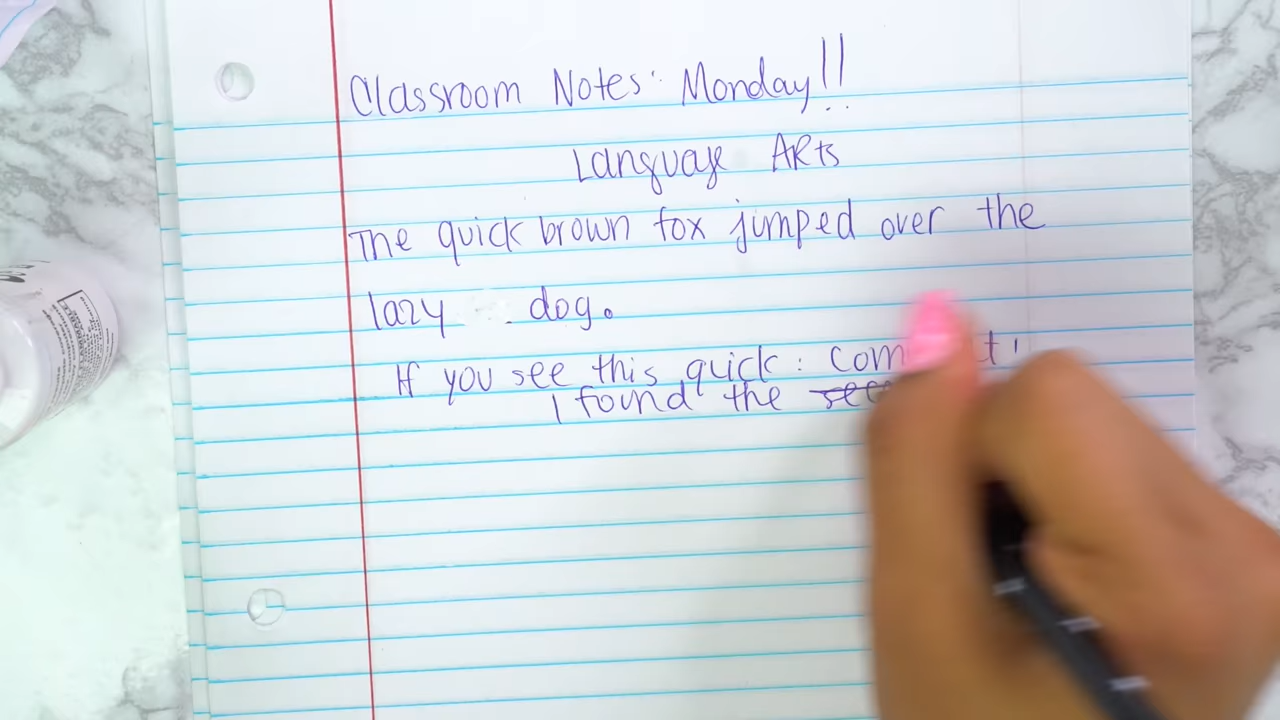 Classroom Notes: Monday!!
Language ARts
The quick brown fox jumped over the
lazy dog.
If you see this quick: com
I found the